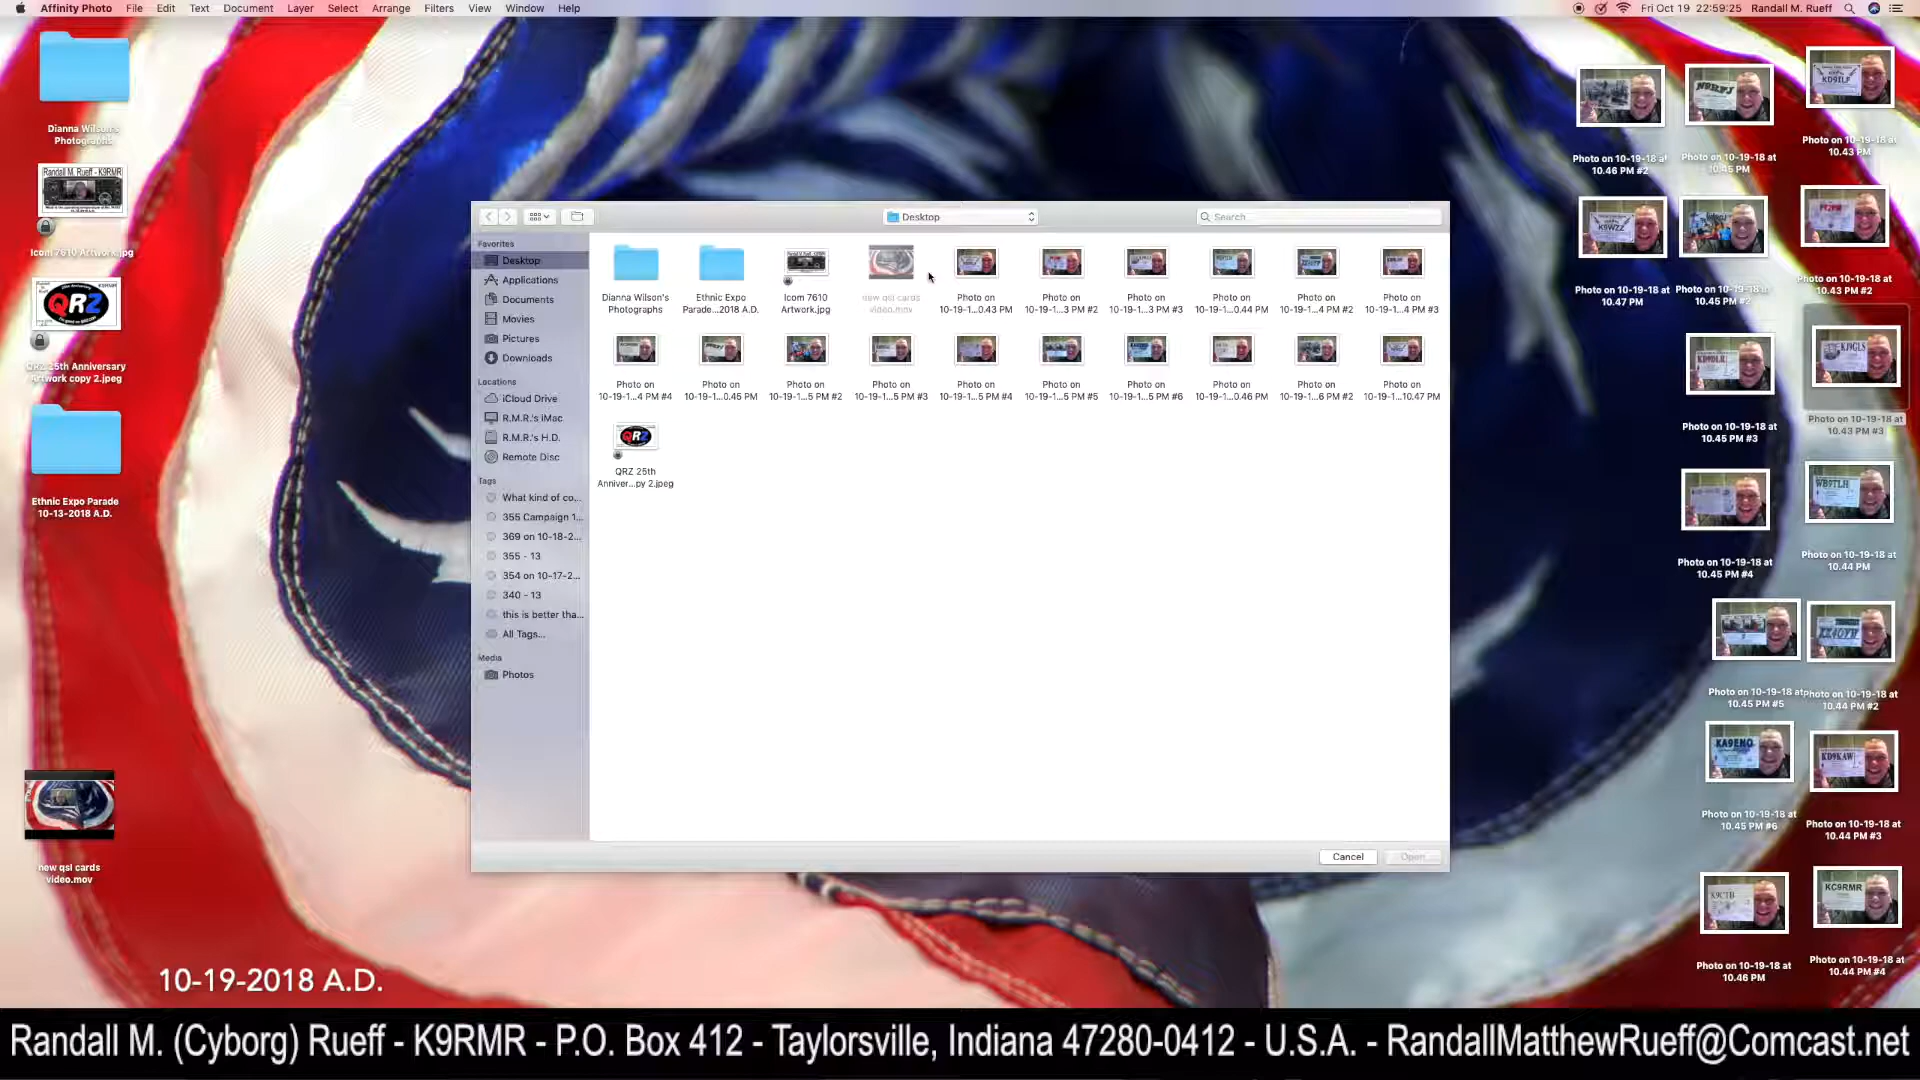 Affinity Photo File Edit Text Document Layer Select Arrange Filters View Window Help
Fri Oct 19 22:59:25 Randall M. Rueff
Dianna Wilson's
Photographs
Randall M. Rueff - K9RMR
Icom 7610 Artwork.jpg
QRZ
QRZ 25th Anniversary
Artwork copy 2.jpeg
Ethnic Expo Parade
10-13-2018 A.D.
new qsl cards
video.mov
Desktop
Search
Favorites
Desktop
Applications
Documents
Movies
Pictures
Downloads
Locations
iCloud Drive
R.M.R.'s iMac
R.M.R.'s H.D.
Remote Disc
Tags
What kind of co...
355 Campaign 1...
369 on 10-18-2...
355 - 13
354 on 10-17-2...
340 - 13
this is better tha...
All Tags...
Media
Photos
Dianna Wilson's
Photographs
Ethnic Expo
Parade...2018 A.D.
Icom 7610
Artwork.jpg
new qsl cards
video.mov
Photo on
10-19-1...0.43 PM
Photo on
10-19-1...3 PM #2
Photo on
10-19-1...3 PM #3
Photo on
10-19-1...0.44 PM
Photo on
10-19-1...4 PM #2
Photo on
10-19-1...4 PM #3
Photo on
10-19-1...4 PM #4
Photo on
10-19-1...0.45 PM
Photo on
10-19-1...5 PM #2
Photo on
10-19-1...5 PM #3
Photo on
10-19-1...5 PM #4
Photo on
10-19-1...5 PM #5
Photo on
10-19-1...5 PM #6
Photo on
10-19-1...0.46 PM
Photo on
10-19-1...6 PM #2
Photo on
10-19-1...10.47 PM
QRZ
QRZ 25th
Anniver...py 2.jpeg
Cancel
Open
Photo on 10-19-18 at
10.46 PM #2
N9RPJ
Photo on 10-19-18 at
10.45 PM
KD9ILF
Photo on 10-19-18 at
10.43 PM
K9WZZ
Photo on 10-19-18 at
10.47 PM
Photo on 10-19-18 at
10.45 PM #2
Photo on 10-19-18 at
10.43 PM #2
KD9DLR
Photo on 10-19-18 at
10.45 PM #3
KJ9GLS
Photo on 10-19-18 at
10.43 PM #3
Photo on 10-19-18 at
10.45 PM #4
WB9TLH
Photo on 10-19-18 at
10.44 PM
Photo on 10-19-18 at
10.45 PM #5
Photo on 10-19-18 at
10.44 PM #2
KA9ENO
Photo on 10-19-18 at
10.45 PM #6
KD9KAW
Photo on 10-19-18 at
10.44 PM #3
K9CTB
Photo on 10-19-18 at
10.46 PM
KC9RMR
Photo on 10-19-18 at
10.44 PM #4
10-19-2018 A.D.
Randall M. (Cyborg) Rueff - K9RMR - P.O. Box 412 - Taylorsville, Indiana 47280-0412 - U.S.A. - RandallMatthewRueff@Comcast.net